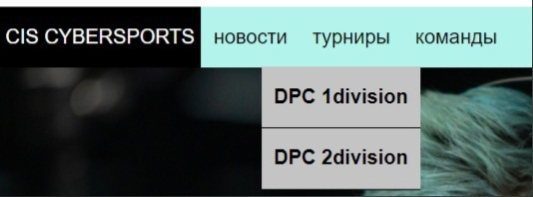 CIS CYBERSPORTS новости турниры команды
DPC 1division
DPC 2division